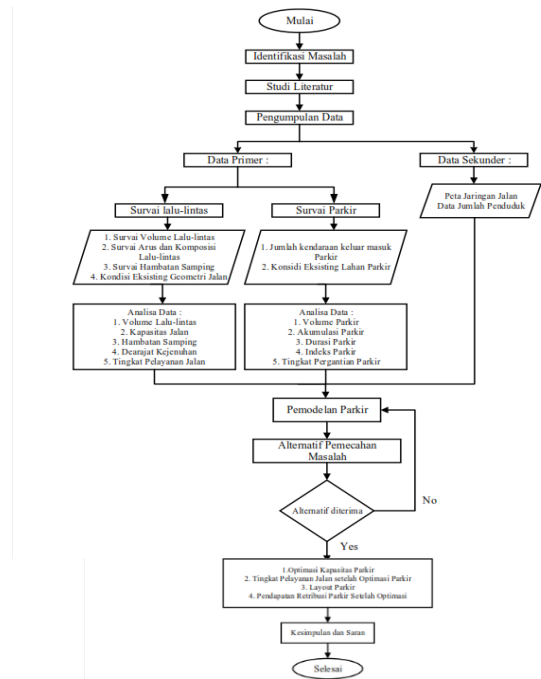 Mulai
Identifikasi Masalah
Studi Literatur
Pengumpulan Data
Data Primer :
Data Sekunder :
Survai lalu-lintas
Survai Parkir
Peta Jaringan Jalan
Data Jumlah Penduduk
1. Survai Volume Lalu-lintas
2. Survai Arus dan Komposisi
Lalu-lintas
3. Survai Hambatan Samping
4. Kondisi Eksisting Geometri Jalan
1. Jumlah kendaraan keluar masuk
Parkir
2. Konsidi Eksisting Lahan Parkir
Analisa Data :
1. Volume Lalu-lintas
2. Kapasitas Jalan
3. Hambatan Samping
4. Dearajat Kejenuhan
5. Tingkat Pelayanan Jalan
Analisa Data :
1. Volume Parkir
2. Akumulasi Parkir
3. Durasi Parkir
4. Indeks Parkir
5. Tingkat Pergantian Parkir
Pemodelan Parkir
Alternatif Pemecahan
Masalah
Alternatif diterima
No
Yes
1.Optimasi Kapasitas Parkir
2. Tingkat Pelayanan Jalan setelah Optimasi Parkir
3. Layout Parkir
4. Pendapatan Retribusi Parkir Setelah Optimasi
Kesimpulan dan Saran
Selesai